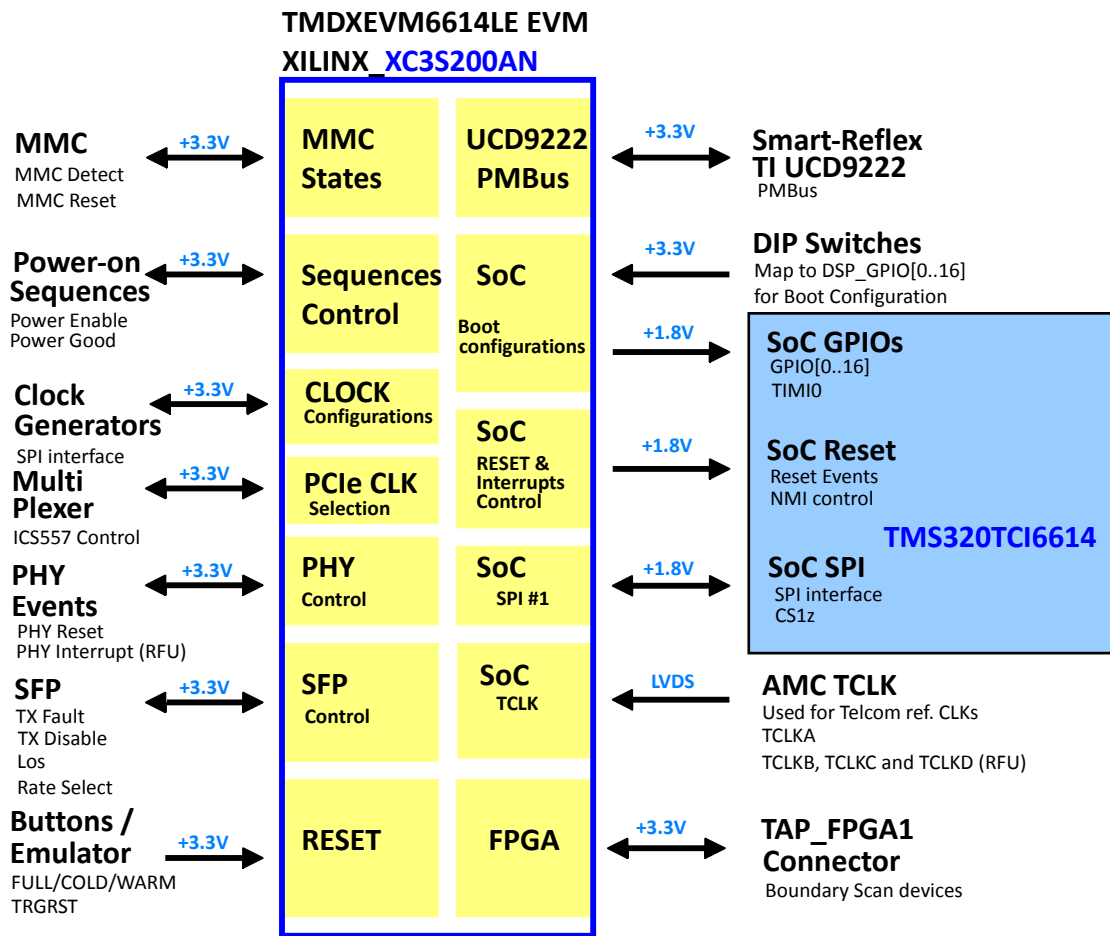 TMDXEVM6614LE EVM
XILINX_XC3S200AN
MMC
MMC Detect
MMC Reset
+3.3V
Power-on
Sequences
Power Enable
Power Good
+3.3V
Clock
Generators
SPI interface
+3.3V
Multi
Plexer
ICS557 Control
+3.3V
PHY
Events
PHY Reset
PHY Interrupt (RFU)
+3.3V
SFP
TX Fault
TX Disable
Los
Rate Select
+3.3V
Buttons /
Emulator
FULL/COLD/WARM
TRGRST
+3.3V
MMC
States
Sequences
Control
CLOCK
Configurations
PCIe CLK
Selection
PHY
Control
SFP
Control
RESET
UCD9222
PMBus
SoC
Boot
configurations
SoC
RESET &
Interrupts
Control
SoC
SPI #1
SoC
TCLK
FPGA
+3.3V
Smart-Reflex
TI UCD9222
PMBus
+3.3V
DIP Switches
Map to DSP_GPIO[0..16]
for Boot Configuration
+1.8V
SoC GPIOs
GPIO[0..16]
TIMI0
+1.8V
SoC Reset
Reset Events
NMI control
TMS320TCI6614
+1.8V
SoC SPI
SPI interface
CS1z
LVDS
AMC TCLK
Used for Telcom ref. CLKs
TCLKA
TCLKB, TCLKC and TCLKD (RFU)
+3.3V
TAP_FPGA1
Connector
Boundary Scan devices